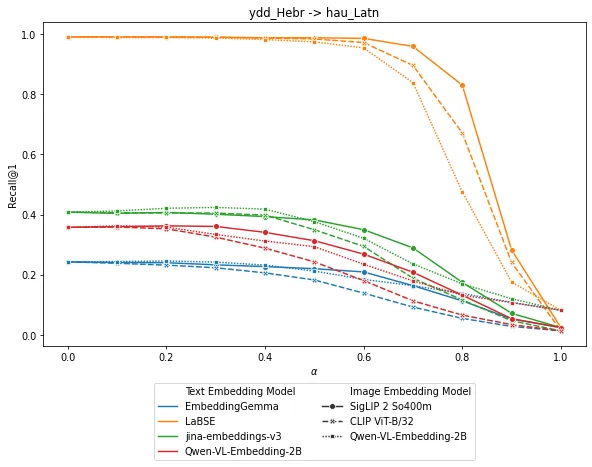 ydd_Hebr -> hau_Latn
Recall@1
1.0
0.8
0.6
0.4
0.2
0.0
0.0 0.2 0.4 0.6 0.8 1.0
α
Text Embedding Model Image Embedding Model
EmbeddingGemma SigLIP 2 So400m
LaBSE CLIP ViT-B/32
jina-embeddings-v3 Qwen-VL-Embedding-2B
Qwen-VL-Embedding-2B